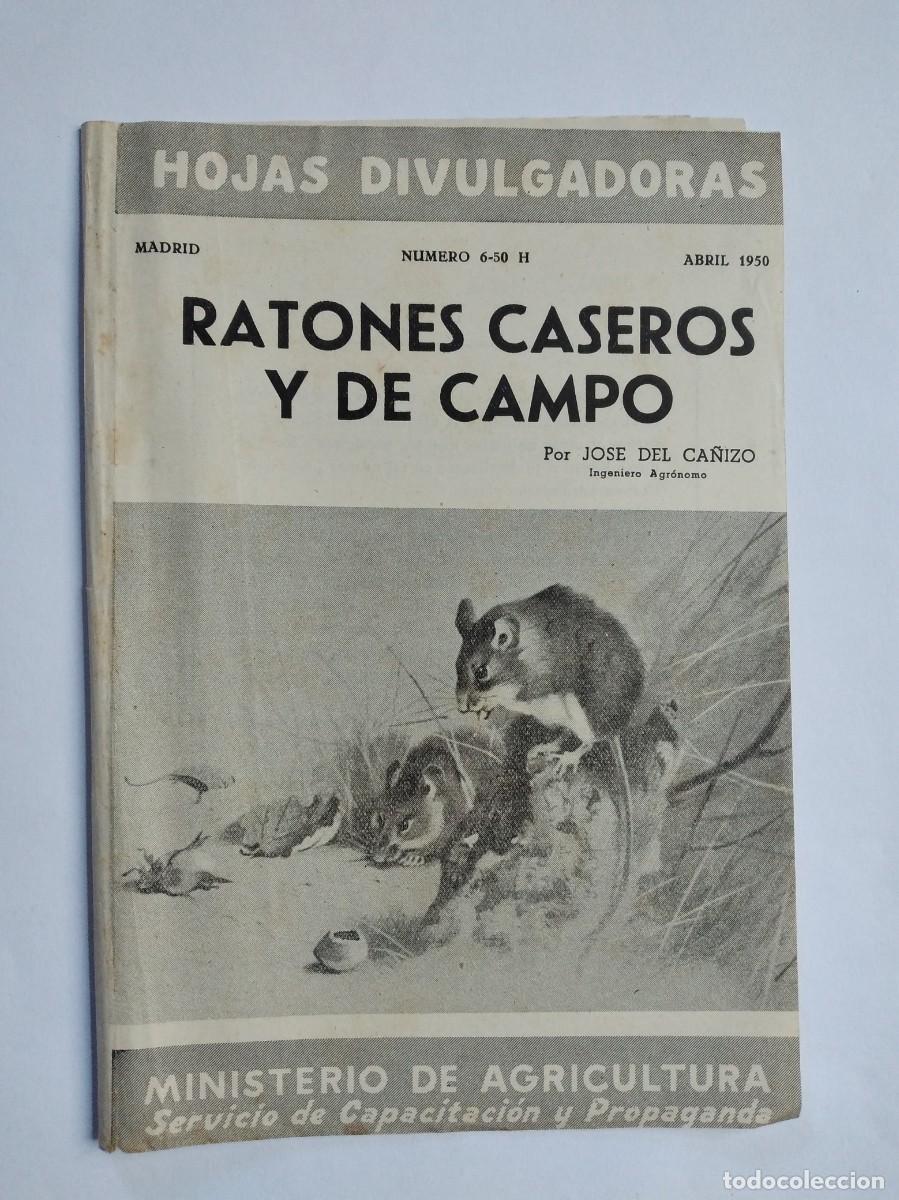 HOJAS DIVULGADORAS
MADRID NUMERO 6-50 H ABRIL 1950
RATONES CASEROS
Y DE CAMPO
Por JOSE DEL CAÑIZO
Ingeniero Agrónomo
MINISTERIO DE AGRICULTURA
Servicio de Capacitación y Propaganda
todocoleccion